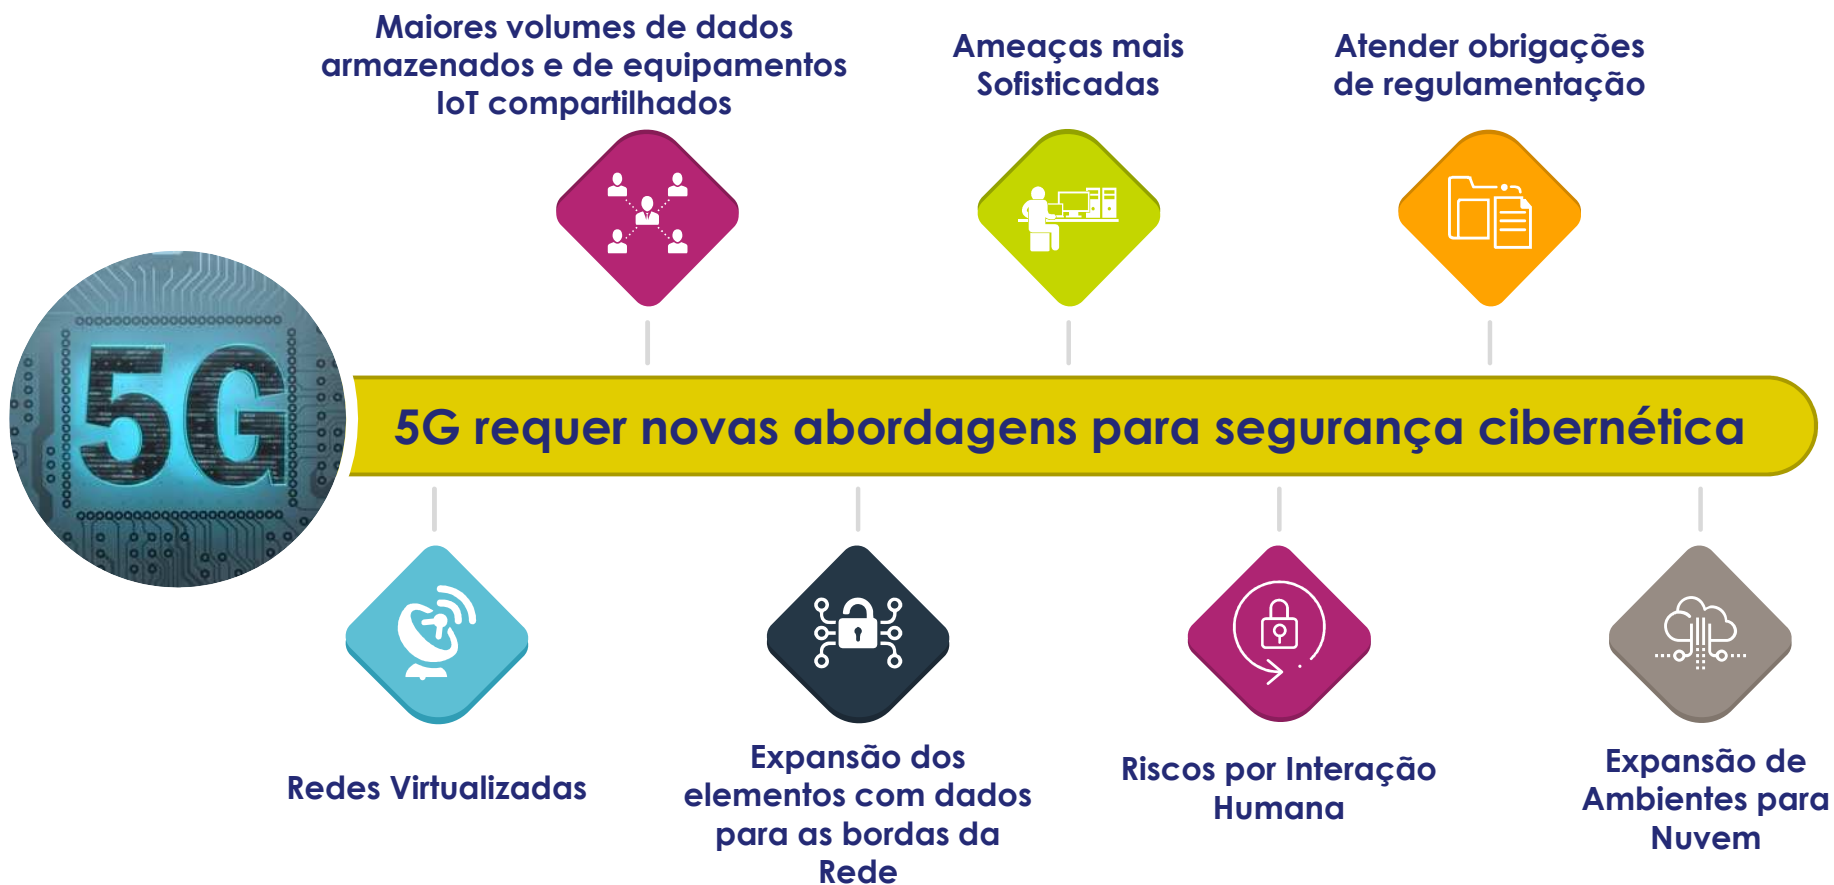 Maiores volumes de dados
armazenados e de equipamentos
IoT compartilhados
Ameaças mais
Sofisticadas
Atender obrigações
de regulamentação
5G
5G requer novas abordagens para segurança cibernética
Redes Virtualizadas
Expansão dos
elementos com dados
para as bordas da
Rede
Riscos por Interação
Humana
Expansão de
Ambientes para
Nuvem